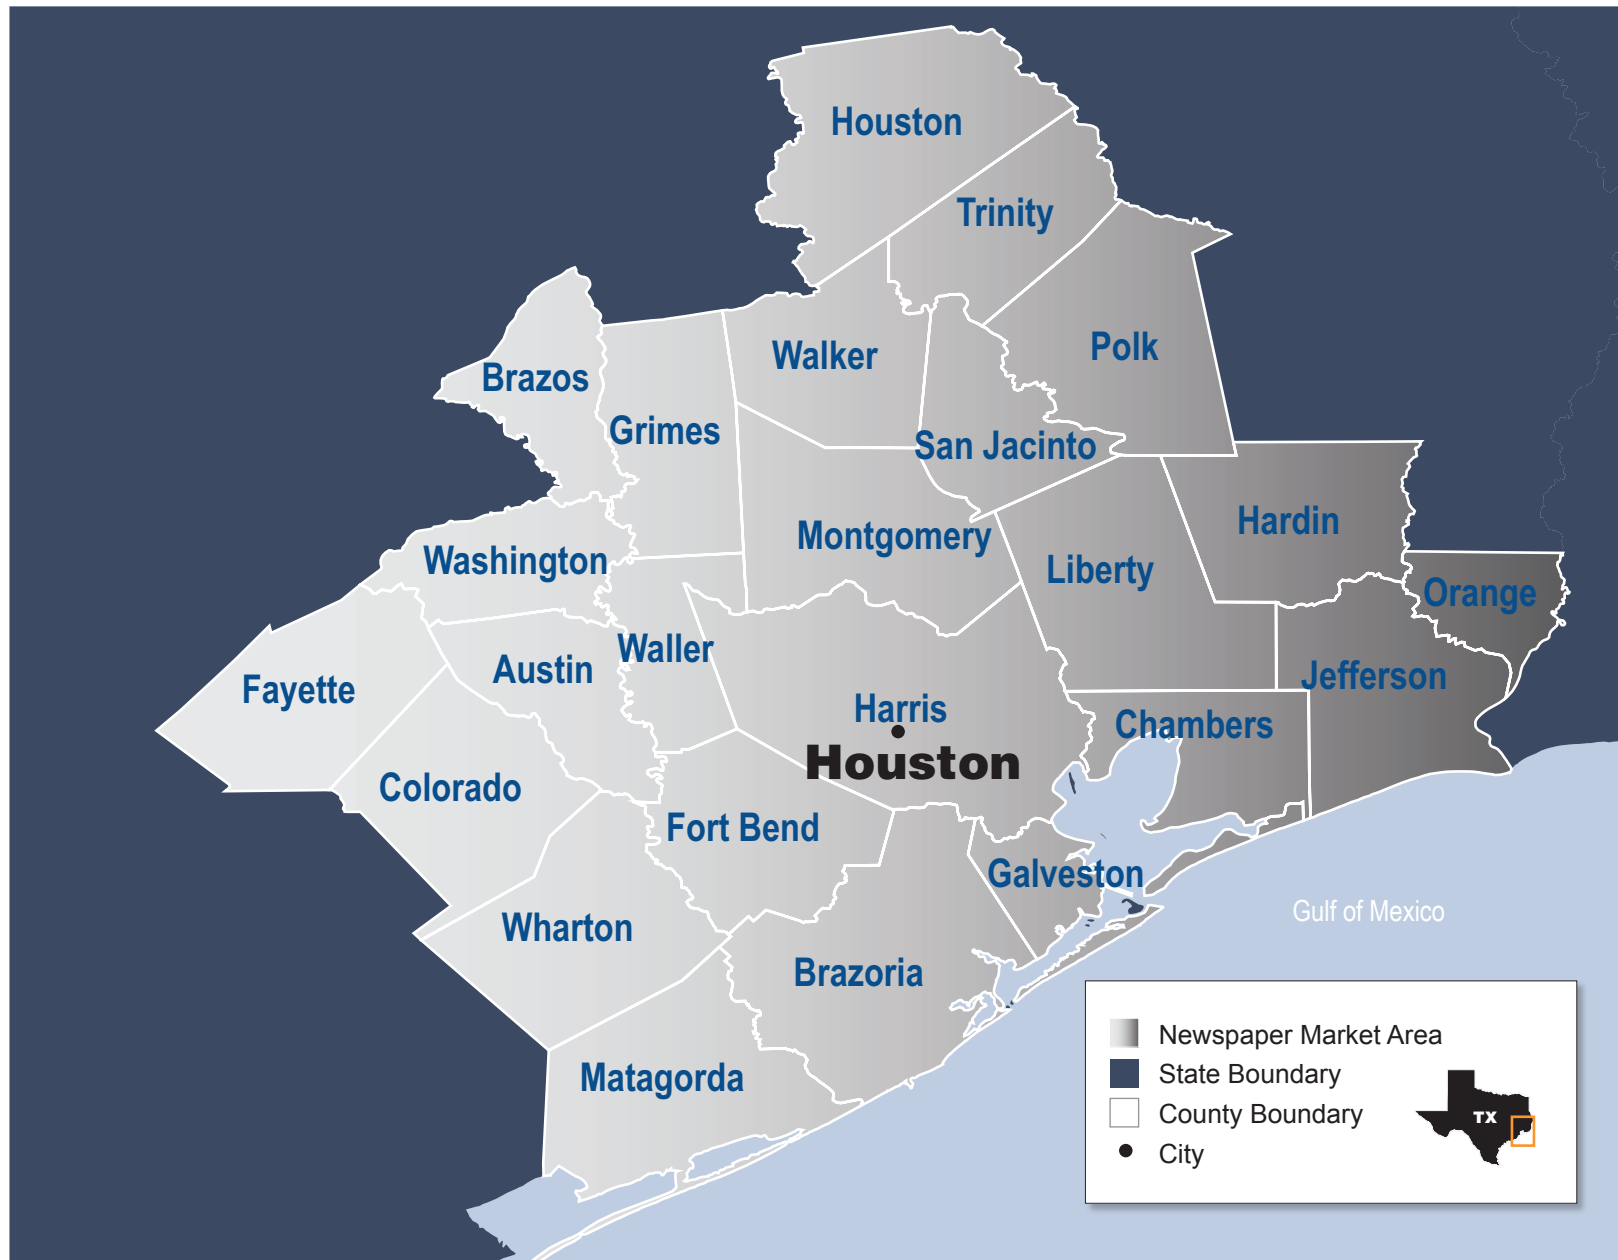 Houston
Trinity
Walker
Polk
Brazos
Grimes
San Jacinto
Hardin
Montgomery
Washington
Liberty
Orange
Waller
Austin
Fayette
Jefferson
Harris
Chambers
Houston
Colorado
Fort Bend
Galveston
Gulf of Mexico
Wharton
Brazoria
Matagorda
Newspaper Market Area
State Boundary
County Boundary
City
TX